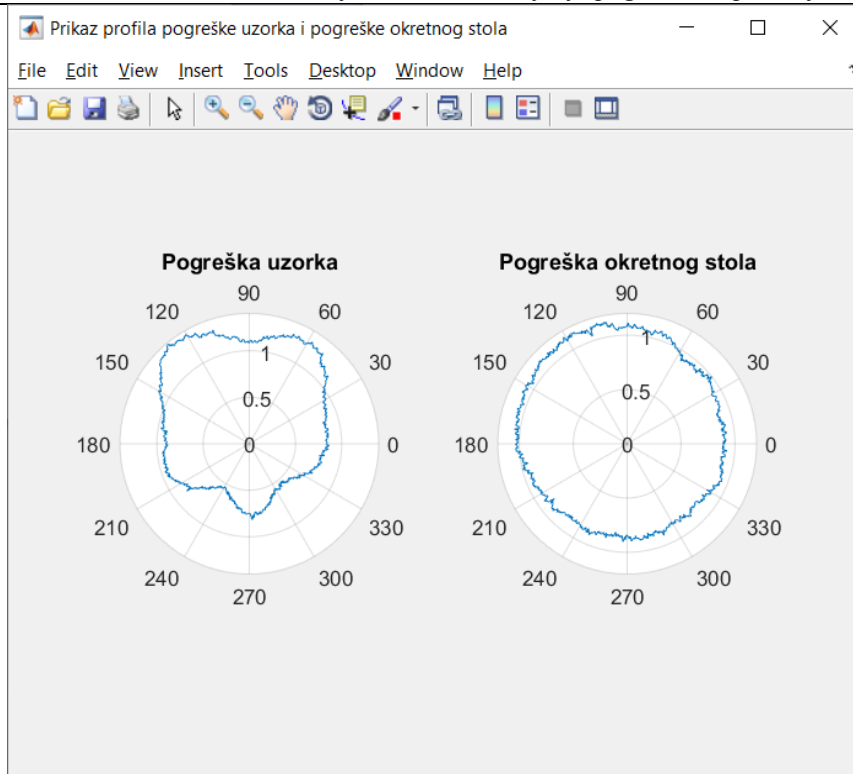 Prikaz profila pogreške uzorka i pogreške okretnog stola
File Edit View Insert Tools Desktop Window Help
Pogreška uzorka
90
120 60
150 30
1
0.5
180 0 0
210 330
240 300
270
Pogreška okretnog stola
90
120 60
1
150 30
0.5
180 0 0
210 330
240 300
270